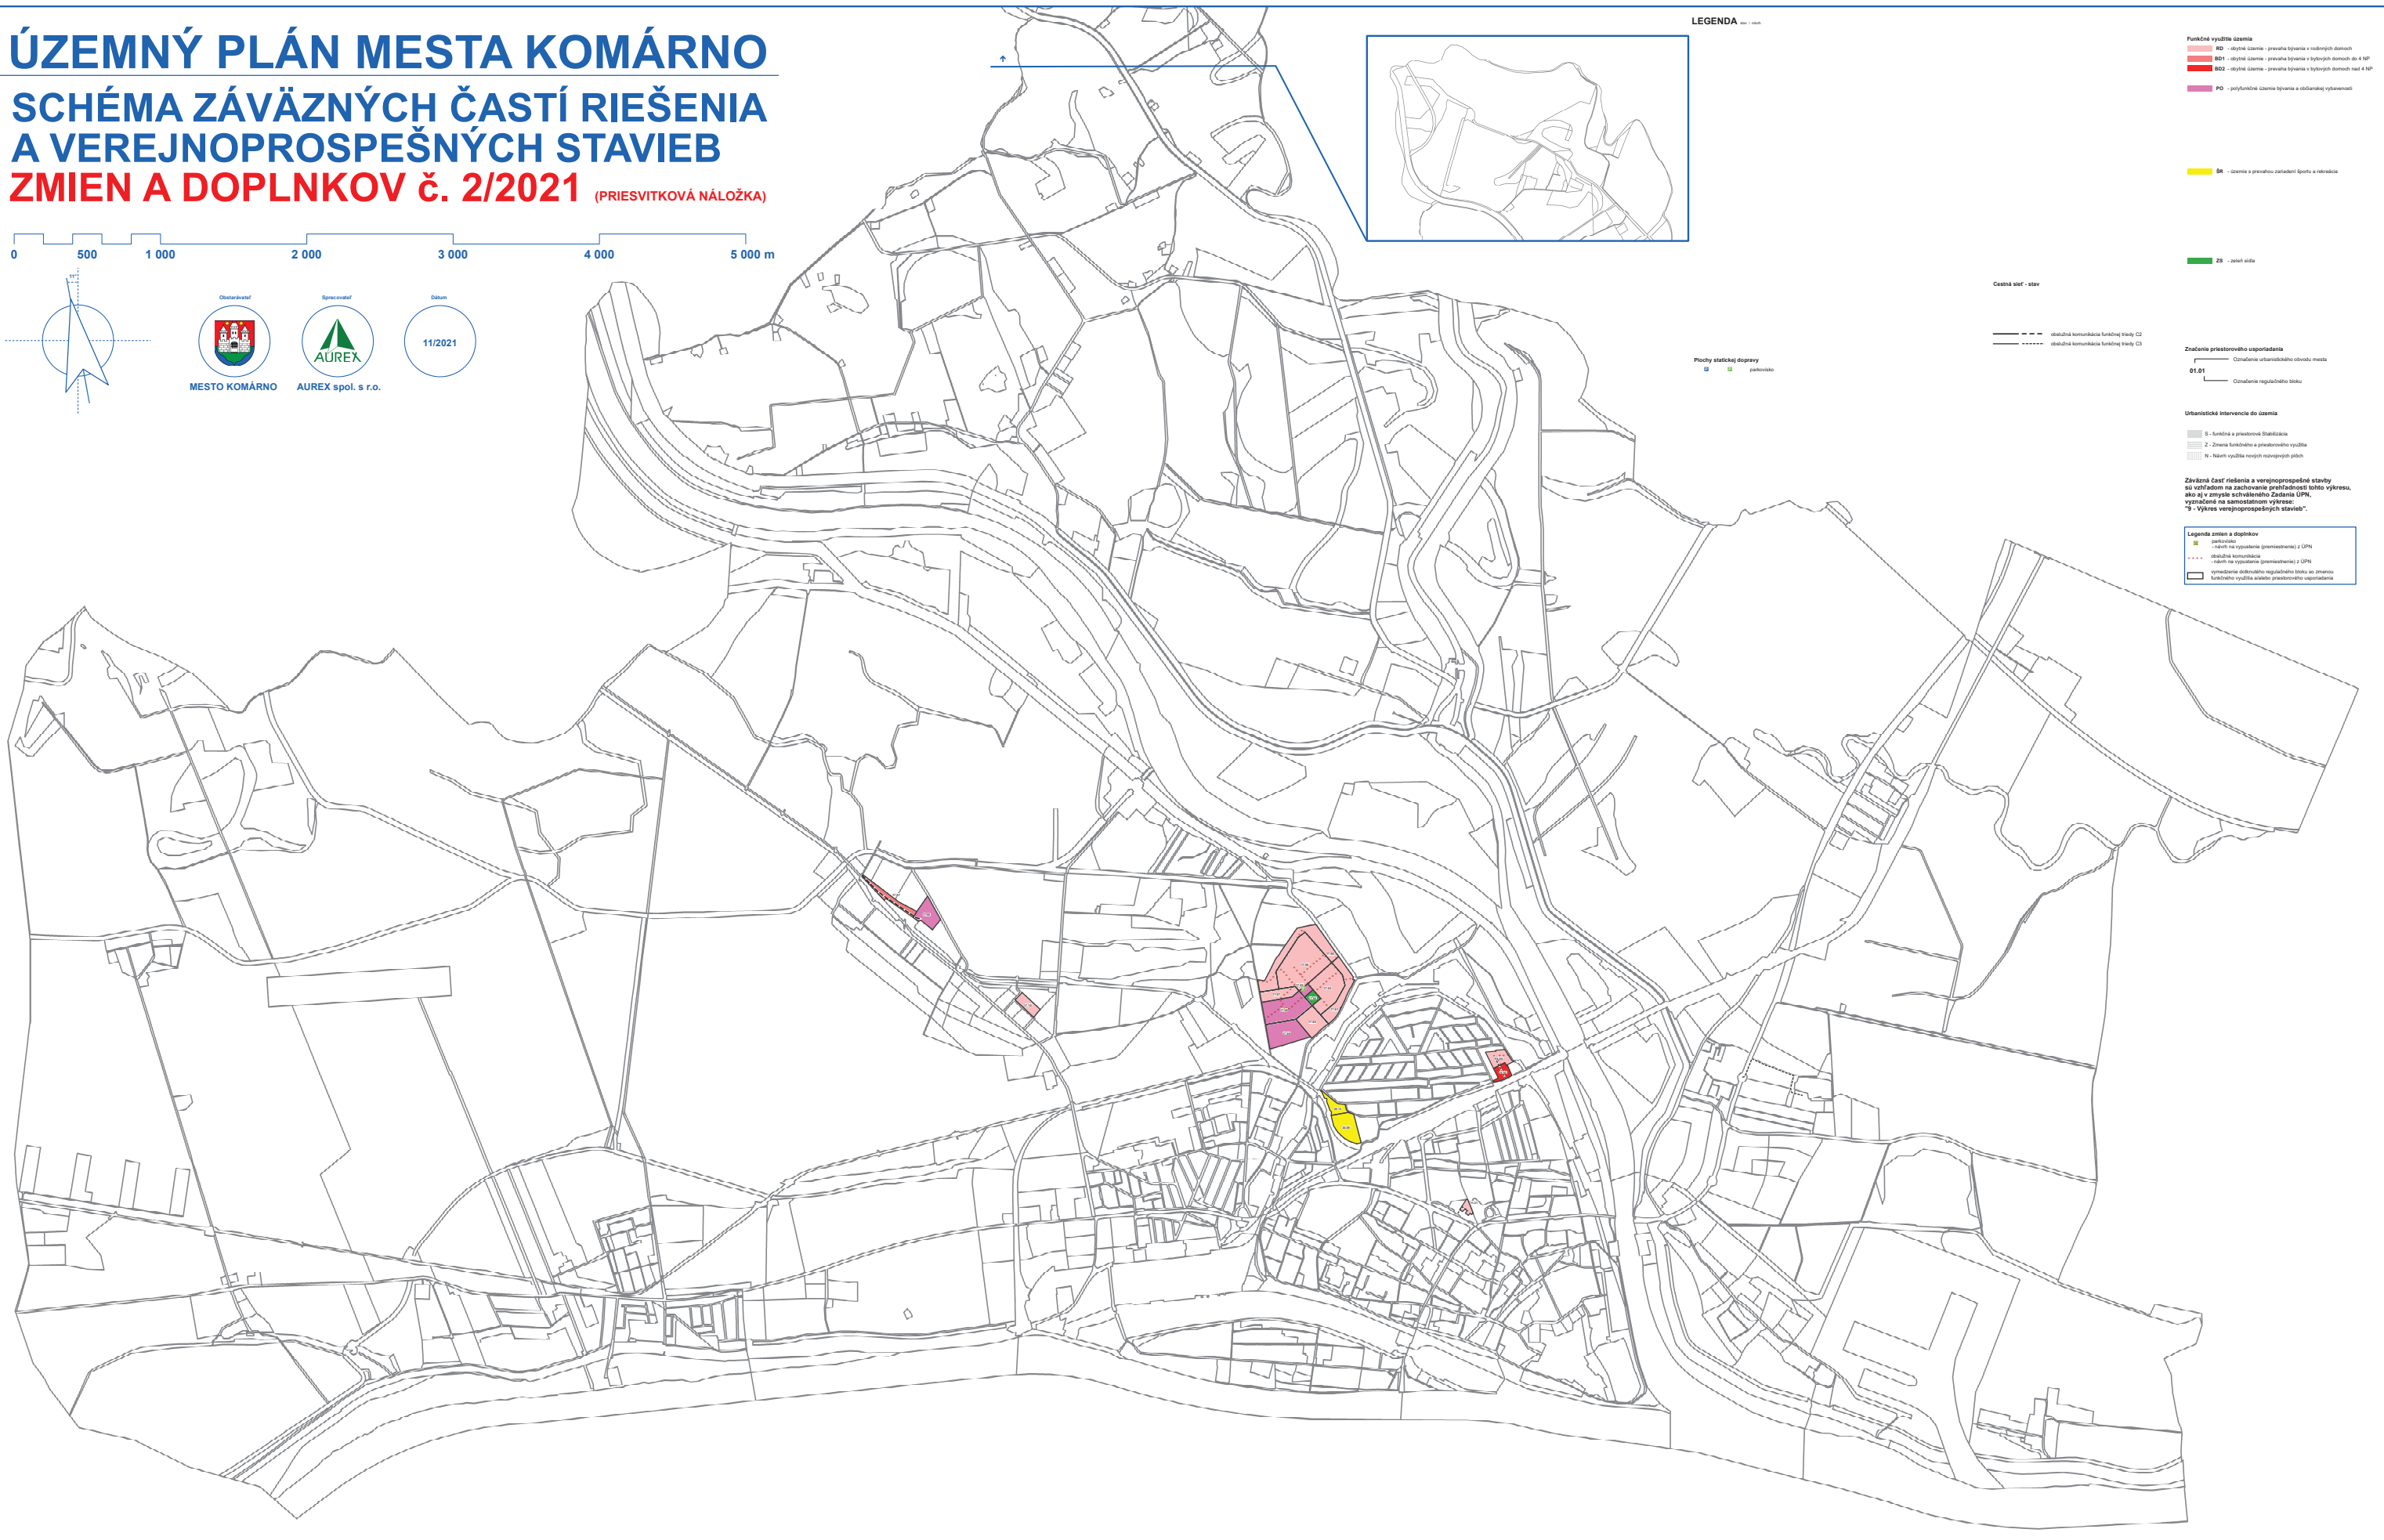 ÚZEMNÝ PLÁN MESTA KOMÁRNO
SCHÉMA ZÁVÄZNÝCH ČASTÍ RIEŠENIA
A VEREJNOPROSPEŠNÝCH STAVIEB
ZMIEN A DOPLNKOV č. 2/2021 (PRIESVITKOVÁ NÁLOŽKA)
0 500 1 000 2 000 3 000 4 000 5 000 m
11°
Obstarávateľ
Spracovateľ
Dátum
AUREX
11/2021
MESTO KOMÁRNO
AUREX spol. s r.o.
LEGENDA stav / návrh
Funkčné využitie územia
RD - obytné územie - prevaha bývania v rodinných domoch
BD1 - obytné územie - prevaha bývania v bytových domoch do 4 NP
BD2 - obytné územie - prevaha bývania v bytových domoch nad 4 NP
PO - polyfunkčné územie bývania a občianskej vybavenosti
ŠR - územie s prevahou zariadení športu a rekreácie
ZS - zeleň sídla
Cestná sieť - stav
obslužná komunikácia funkčnej triedy C2
obslužná komunikácia funkčnej triedy C3
Plochy statickej dopravy
parkovisko
Značenie priestorového usporiadania
Označenie urbanistického obvodu mesta
01.01
Označenie regulačného bloku
Urbanistické intervencie do územia
S - funkčná a priestorová Stabilizácia
Z - Zmena funkčného a priestorového využitia
N - Návrh využitia nových rozvojových plôch
Záväzná časť riešenia a verejnoprospešné stavby
sú vzhľadom na zachovanie prehľadnosti tohto výkresu,
ako aj v zmysle schváleného Zadania ÚPN,
vyznačené na samostatnom výkrese:
"9 - Výkres verejnoprospešných stavieb".
Legenda zmien a doplnkov
parkovisko
- návrh na vypustenie (premiestnenie) z ÚPN
obslužná komunikácia
- návrh na vypustenie (premiestnenie) z ÚPN
vymedzenie dotknutého regulačného bloku so zmenou
funkčného využitia a/alebo priestorového usporiadania